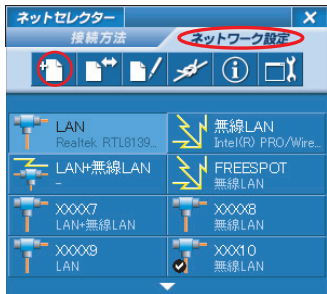 ネットセレクター
接続方法 ネットワーク設定
LAN
Realtek RTL8139...
無線LAN
Intel(R) PRO/Wire...
LAN+無線LAN
-
FREESPOT
無線LAN
XXXX7
LAN+無線LAN
XXXX8
無線LAN
XXXX9
LAN
XXX10
無線LAN